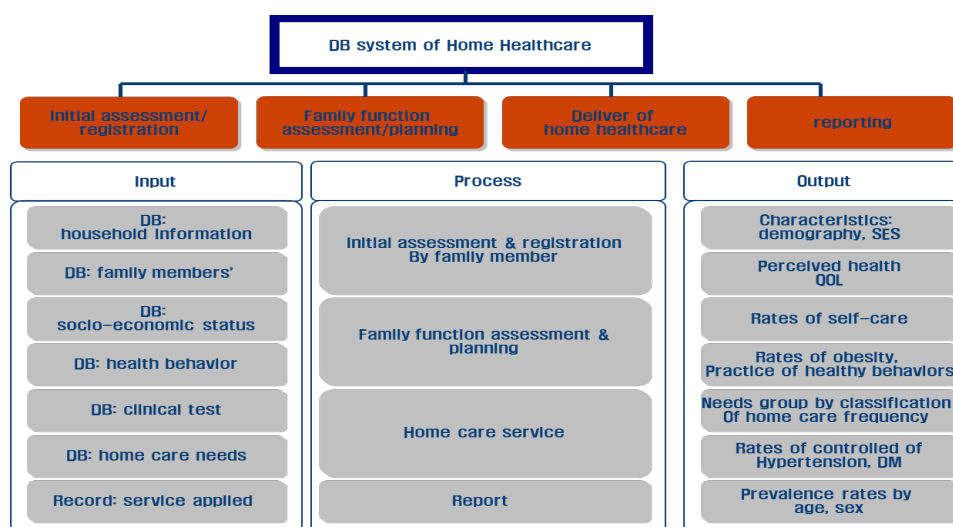 DB system of Home Healthcare
Initial assessment/
registration
Family function
assessment/planning
Deliver of
home healthcare
reporting
Input
DB:
household Information
DB: family members'
DB:
socio-economic status
DB: health behavior
DB: clinical test
DB: home care needs
Record: service applied
Process
Initial assessment & registration
By family member
Family function assessment &
planning
Home care service
Report
Output
Characteristics:
demography, SES
Perceived health
QOL
Rates of self-care
Rates of obesity,
Practice of healthy behaviors
Needs group by classification
Of home care frequency
Rates of controlled of
Hypertension, DM
Prevalence rates by
age, sex